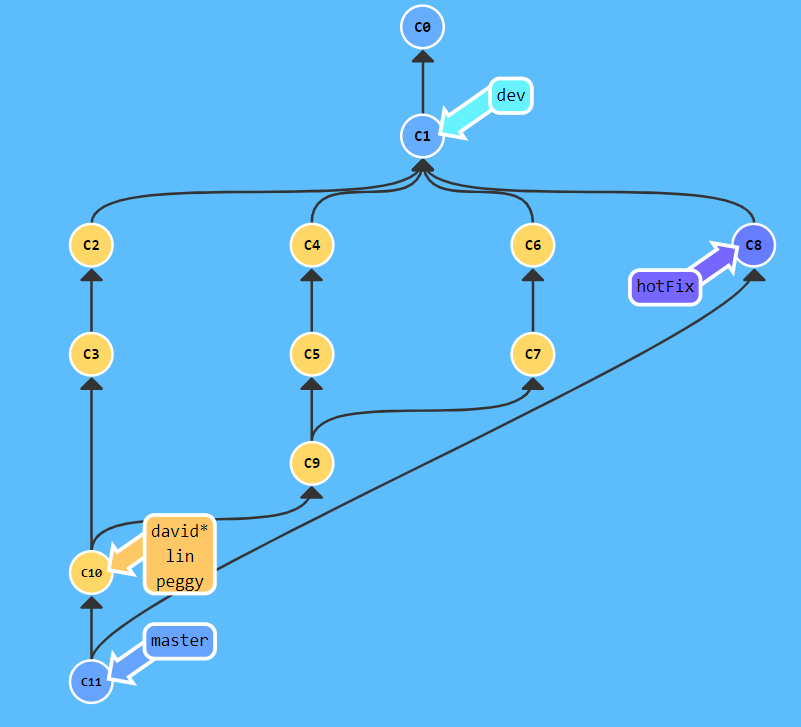 C0
dev
C1
C2
C4
C6
C8
hotFix
C3
C5
C7
C9
david*
lin
peggy
C10
master
C11